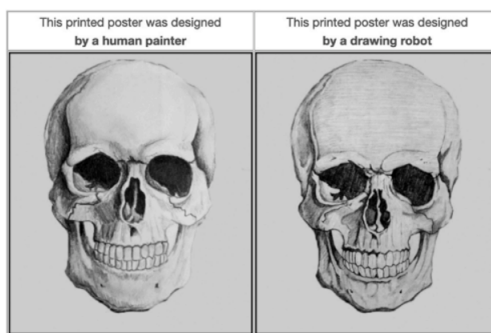 This printed poster was designed
by a human painter
This printed poster was designed
by a drawing robot